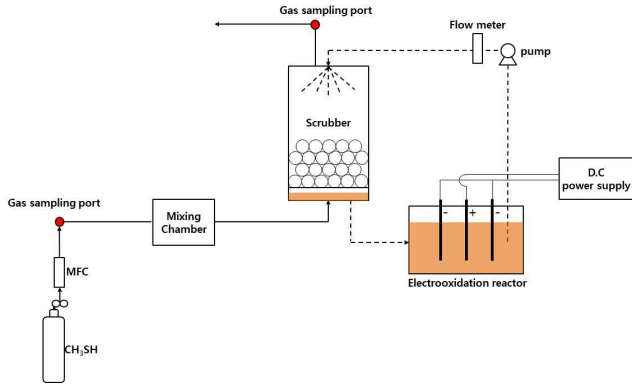 Gas sampling port
Flow meter
pump
Scrubber
D.C
power supply
Gas sampling port
Mixing
Chamber
- + -
MFC
Electrooxidation reactor
CH₃SH